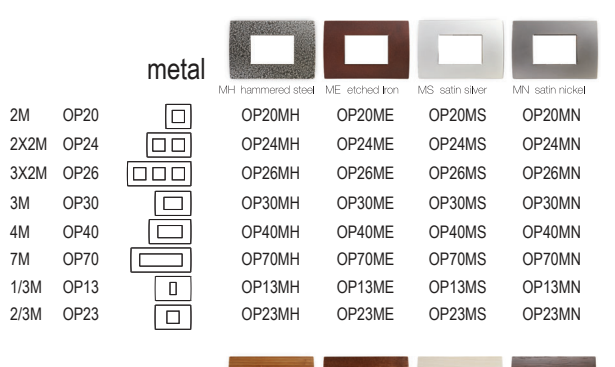 metal
MH hammered steel ME etched Iron MS satin silver MN satin nickel
2M OP20 OP20MH OP20ME OP20MS OP20MN
2X2M OP24 OP24MH OP24ME OP24MS OP24MN
3X2M OP26 OP26MH OP26ME OP26MS OP26MN
3M OP30 OP30MH OP30ME OP30MS OP30MN
4M OP40 OP40MH OP40ME OP40MS OP40MN
7M OP70 OP70MH OP70ME OP70MS OP70MN
1/3M OP13 OP13MH OP13ME OP13MS OP13MN
2/3M OP23 OP23MH OP23ME OP23MS OP23MN